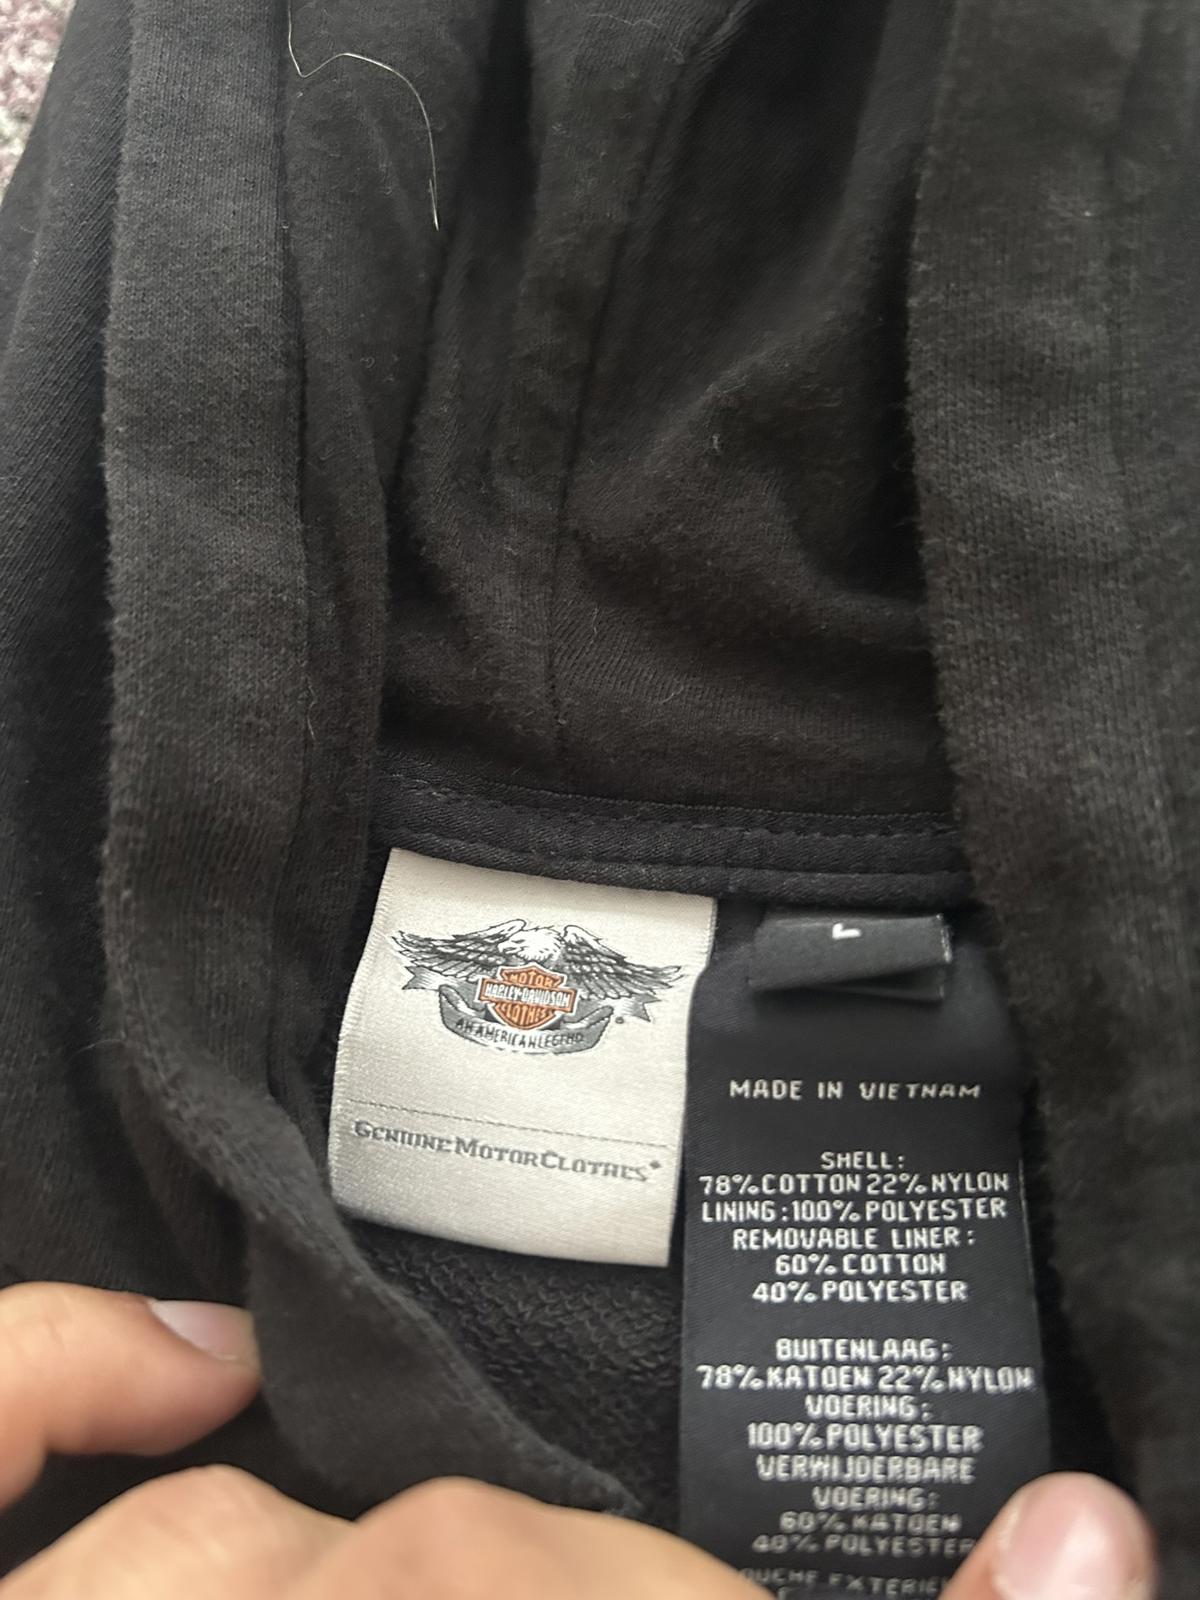 MOTOR
HARLEY-DAVIDSON
CLOTHES
AN AMERICAN LEGEND
GENUINE MOTORCLOTHES®
L
MADE IN VIETNAM
SHELL:
78% COTTON 22% NYLON
LINING: 100% POLYESTER
REMOVABLE LINER:
60% COTTON
40% POLYESTER
BUITENLAAG:
78% KATOEN 22% NYLON
VOERING:
100% POLYESTER
VERWIJDERBARE
VOERING:
60% KATOEN
40% POLYESTER